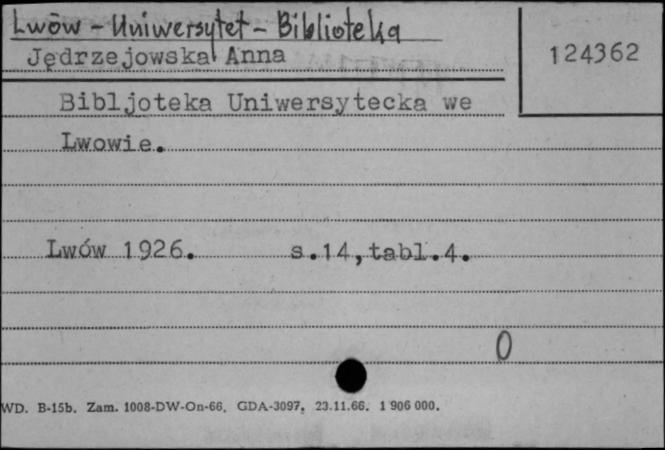 Lwów - Uniwersytet - Biblioteka
124362
Jędrzejowska Anna
Bibljoteka Uniwersytecka we
Lwowie.
Lwów 1926. s.14,tabl.4.
0
WD. B-15b. Zam. 1008-DW-On-66. GDA-3097. 23.11.66. 1 906 000.